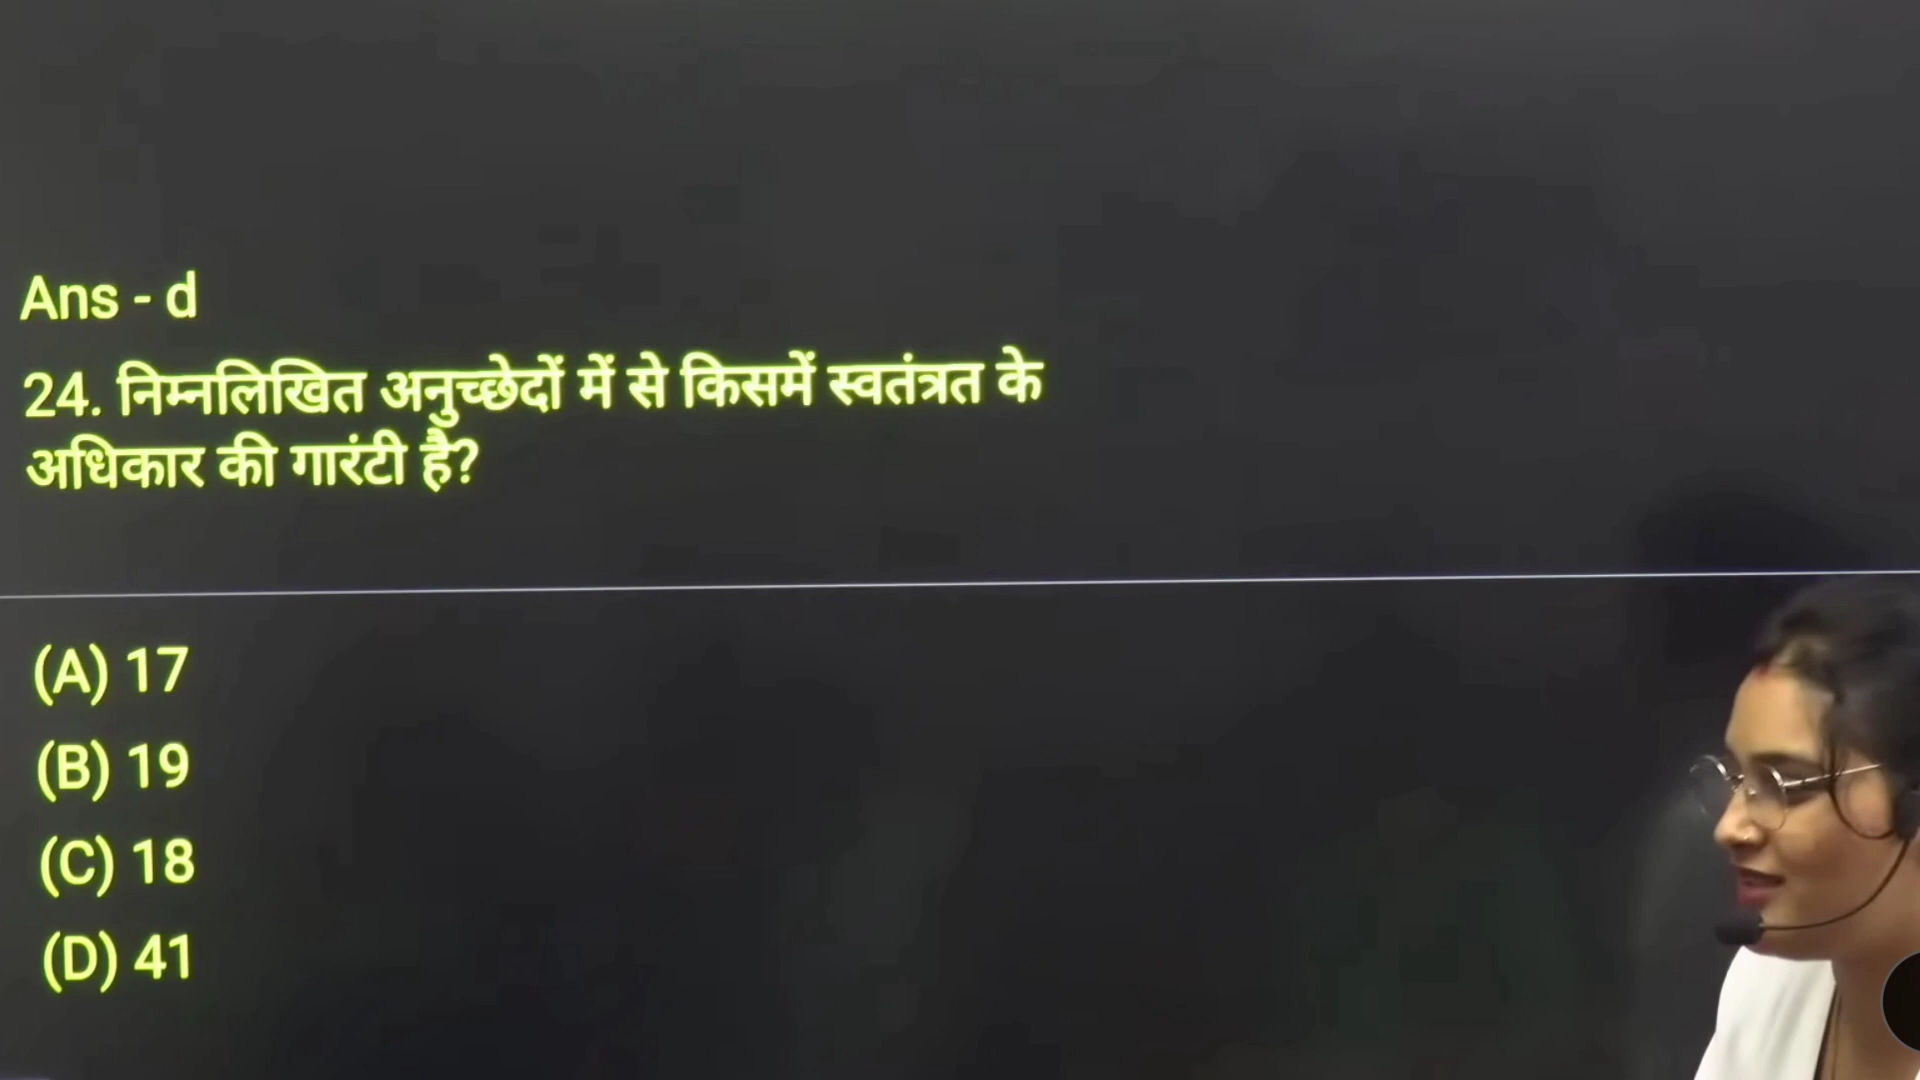 Ans - d
24. निम्नलिखित अनुच्छेदों में से किसमें स्वतंत्रत के
अधिकार की गारंटी है?
(A) 17
(B) 19
(C) 18
(D) 41